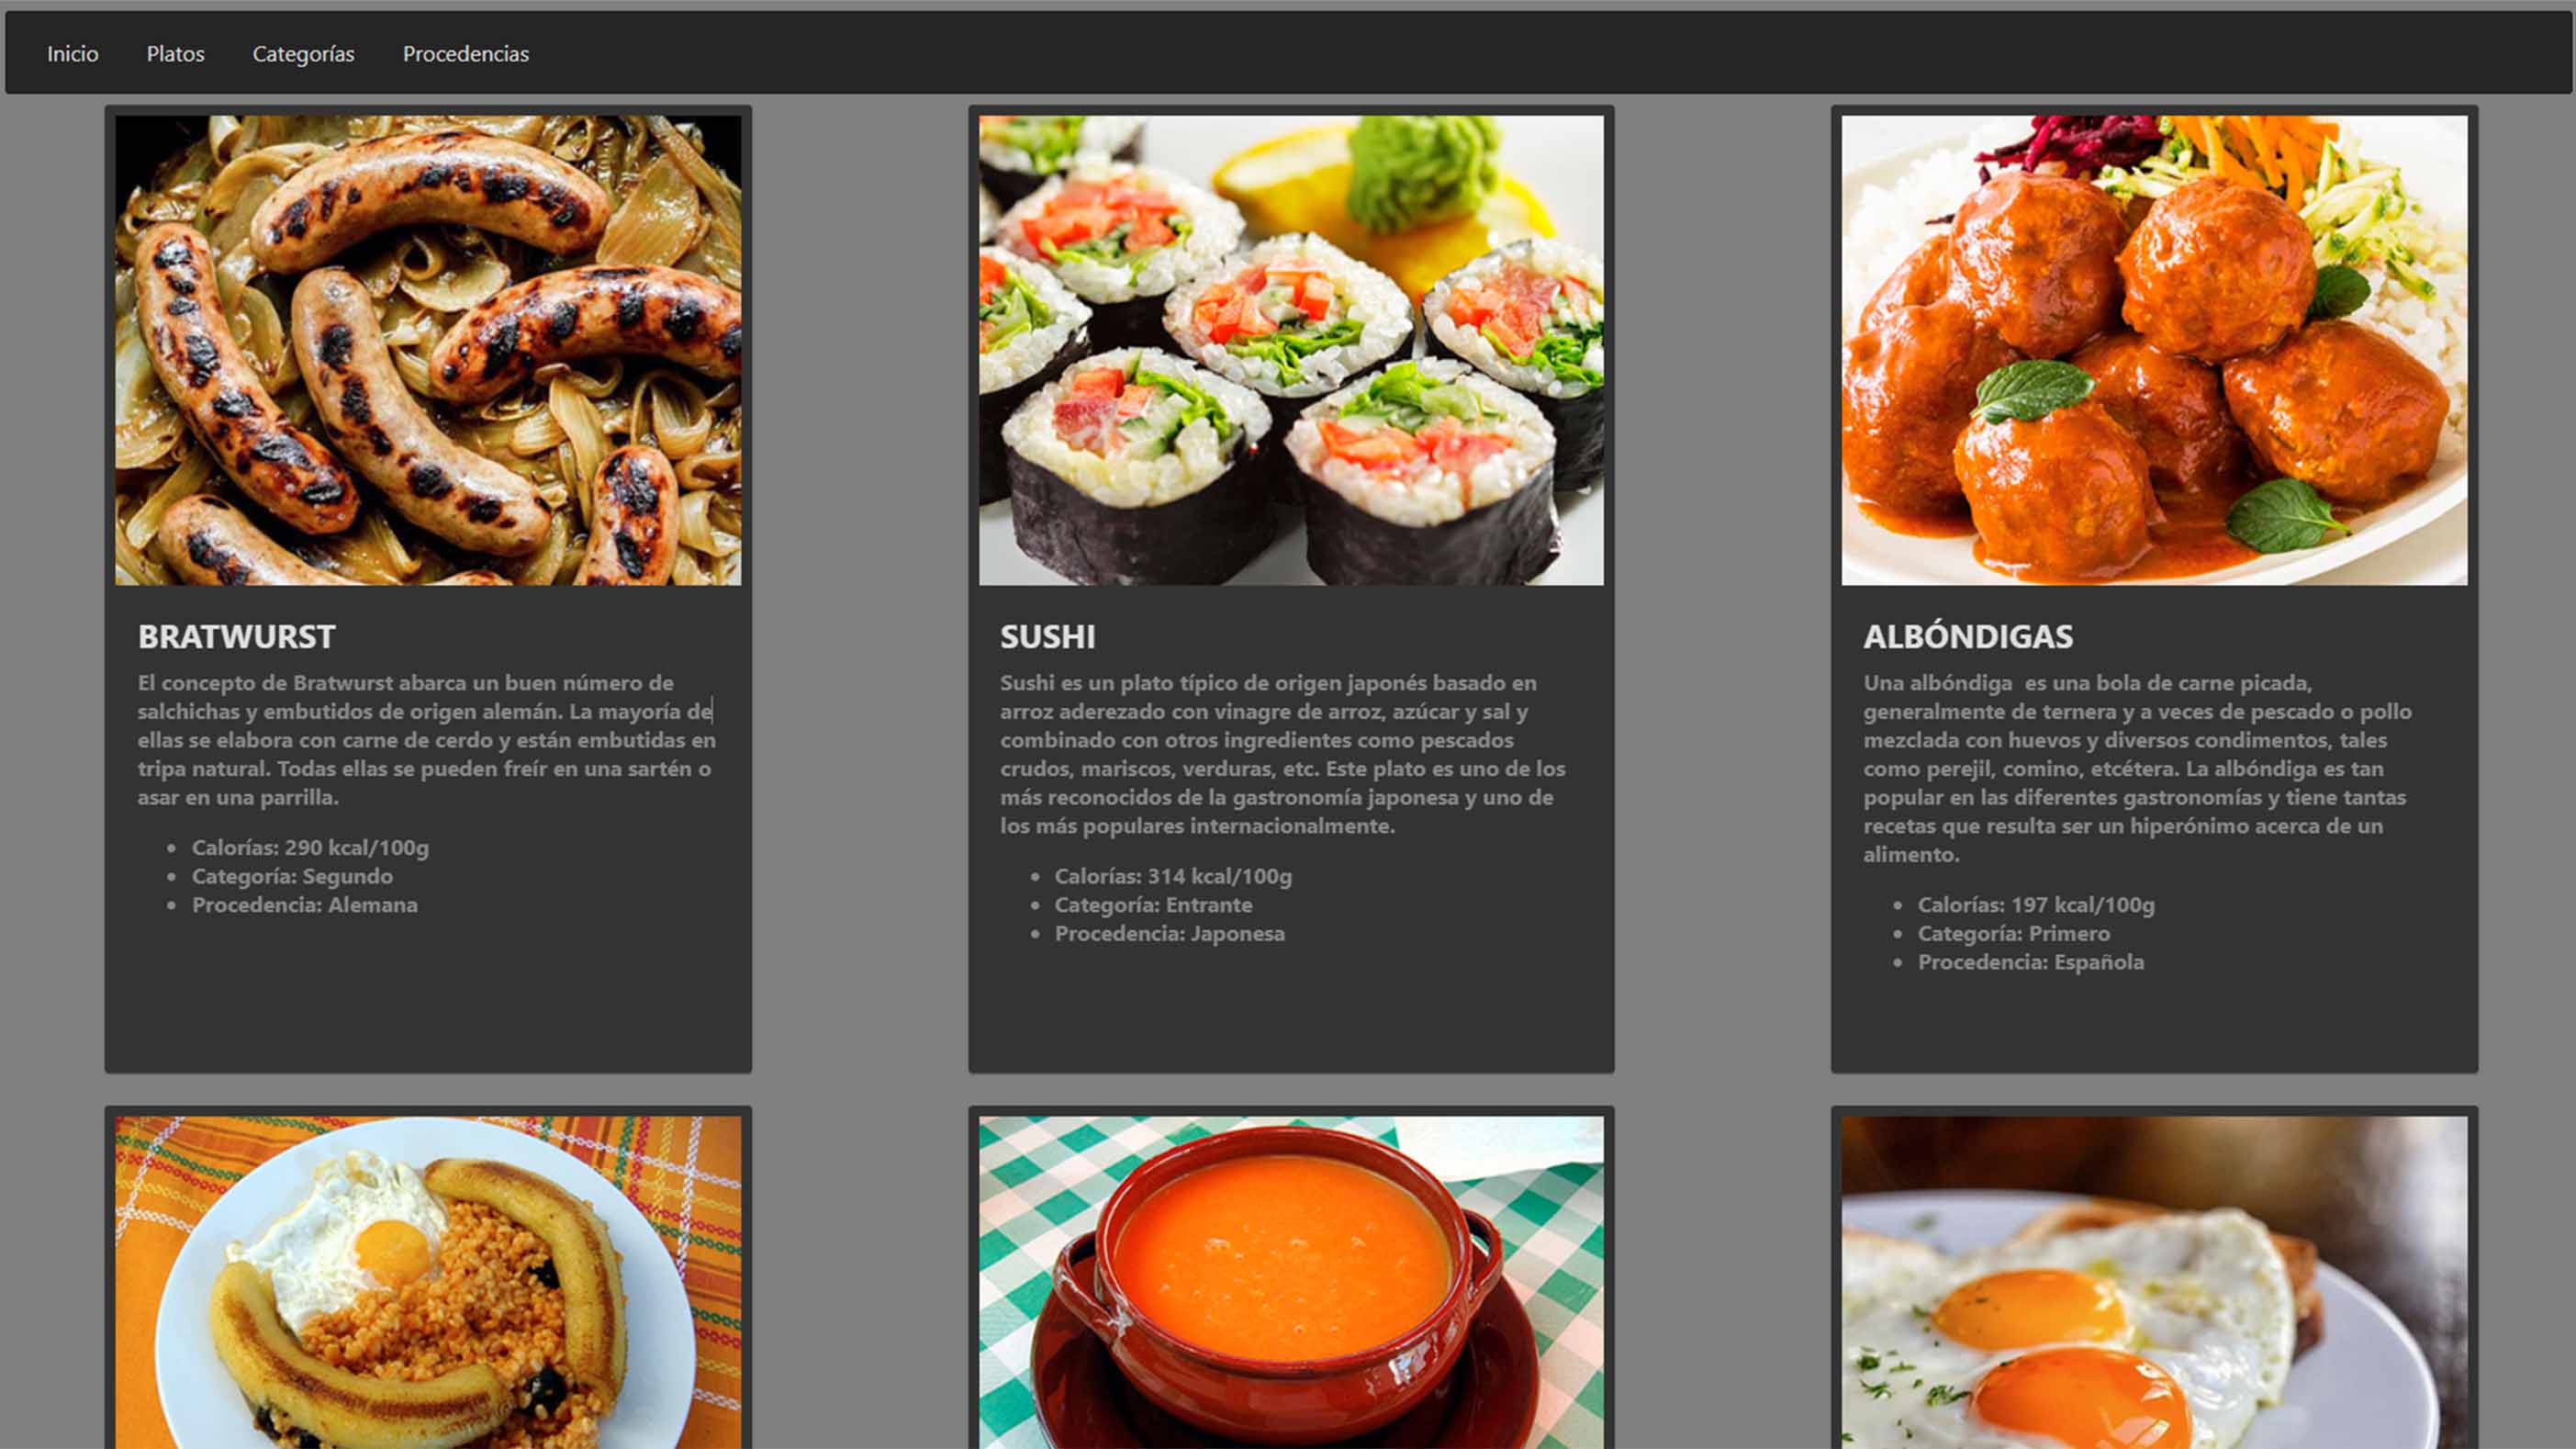 Inicio Platos Categorías Procedencias
BRATWURST
El concepto de Bratwurst abarca un buen número de
salchichas y embutidos de origen alemán. La mayoría de
ellas se elabora con carne de cerdo y están embutidas en
tripa natural. Todas ellas se pueden freír en una sartén o
asar en una parrilla.
• Calorías: 290 kcal/100g
• Categoría: Segundo
• Procedencia: Alemana
SUSHI
Sushi es un plato típico de origen japonés basado en
arroz aderezado con vinagre de arroz, azúcar y sal y
combinado con otros ingredientes como pescados
crudos, mariscos, verduras, etc. Este plato es uno de los
más reconocidos de la gastronomía japonesa y uno de
los más populares internacionalmente.
• Calorías: 314 kcal/100g
• Categoría: Entrante
• Procedencia: Japonesa
ALBÓNDIGAS
Una albóndiga  es una bola de carne picada,
generalmente de ternera y a veces de pescado o pollo
mezclada con huevos y diversos condimentos, tales
como perejil, comino, etcétera. La albóndiga es tan
popular en las diferentes gastronomías y tiene tantas
recetas que resulta ser un hiperónimo acerca de un
alimento.
• Calorías: 197 kcal/100g
• Categoría: Primero
• Procedencia: Española